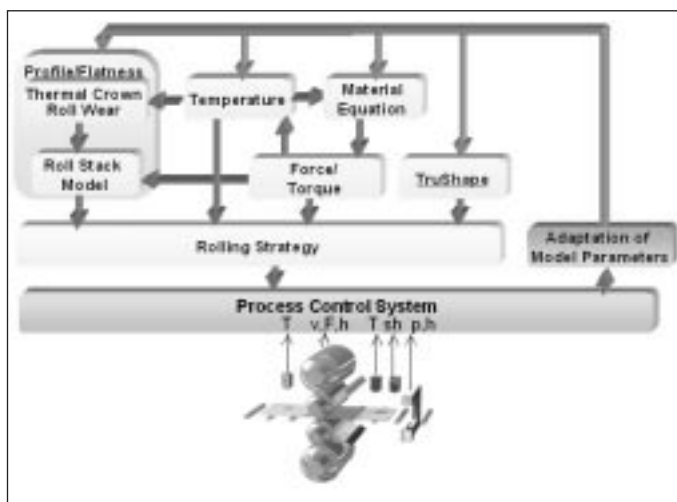 Profile/Flatness
Thermal Crown
Roll Wear
Temperature
Material
Equation
Roll Stack
Model
Force/
Torque
TruShape
Rolling Strategy
Adaptation of
Model Parameters
Process Control System
T v,F,h T sh p,h